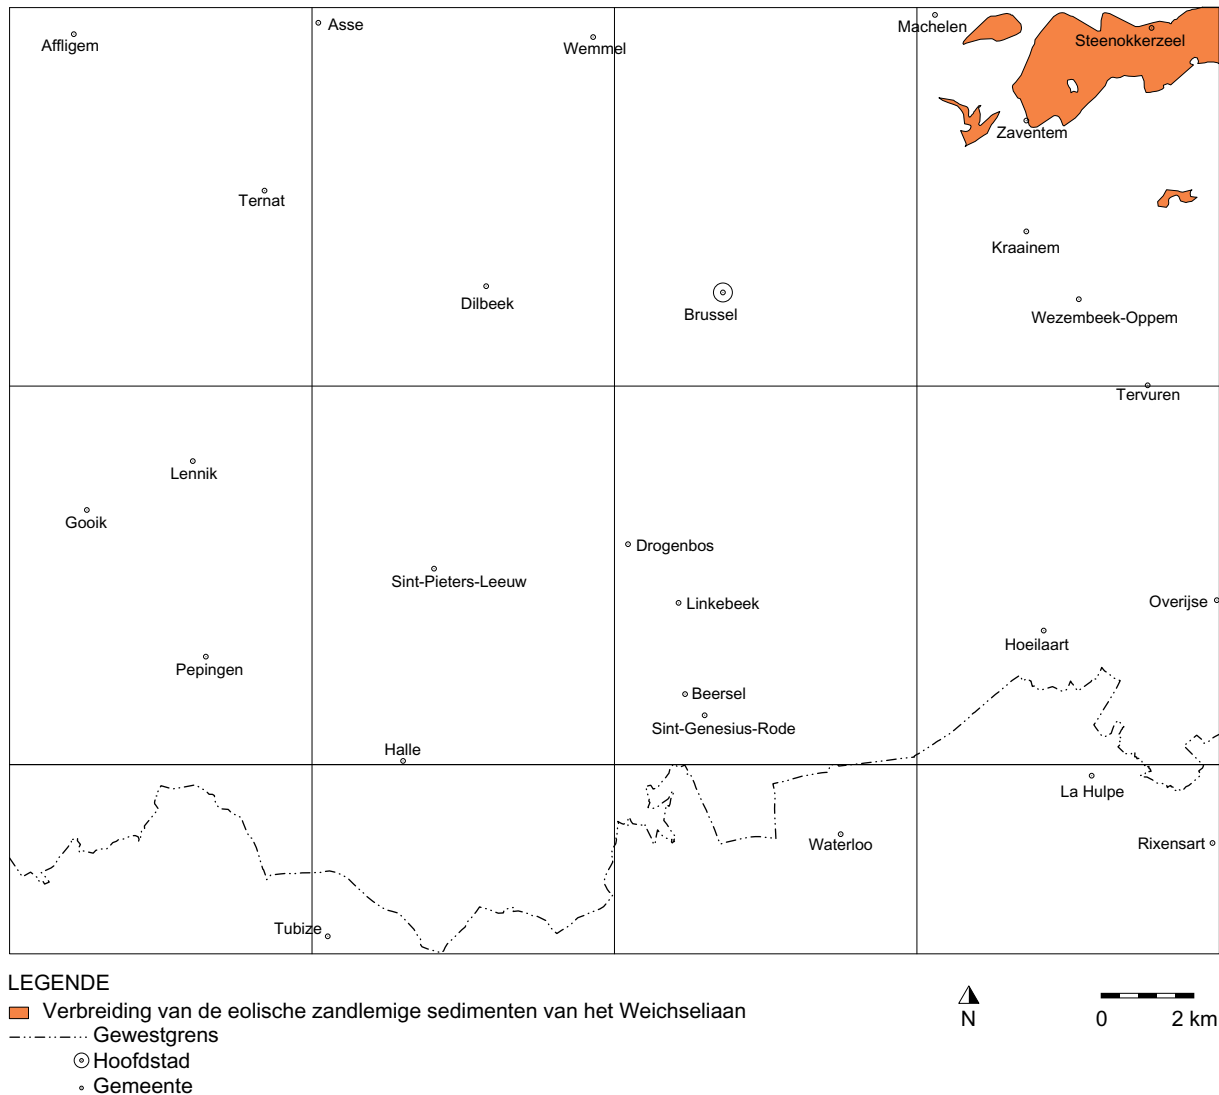 Affligem
Asse
Wemmel
Machelen
Steenokkerzeel
Zaventem
Ternat
Kraainem
Dilbeek
Brussel
Wezembeek-Oppem
Tervuren
Lennik
Gooik
Drogenbos
Sint-Pieters-Leeuw
Linkebeek
Overijse
Hoeilaart
Pepingen
Beersel
Sint-Genesius-Rode
Halle
La Hulpe
Waterloo
Rixensart
Tubize
LEGENDE
Verbreiding van de eolische zandlemige sedimenten van het Weichseliaan
Gewestgrens
Hoofdstad
Gemeente
N
0 2 km